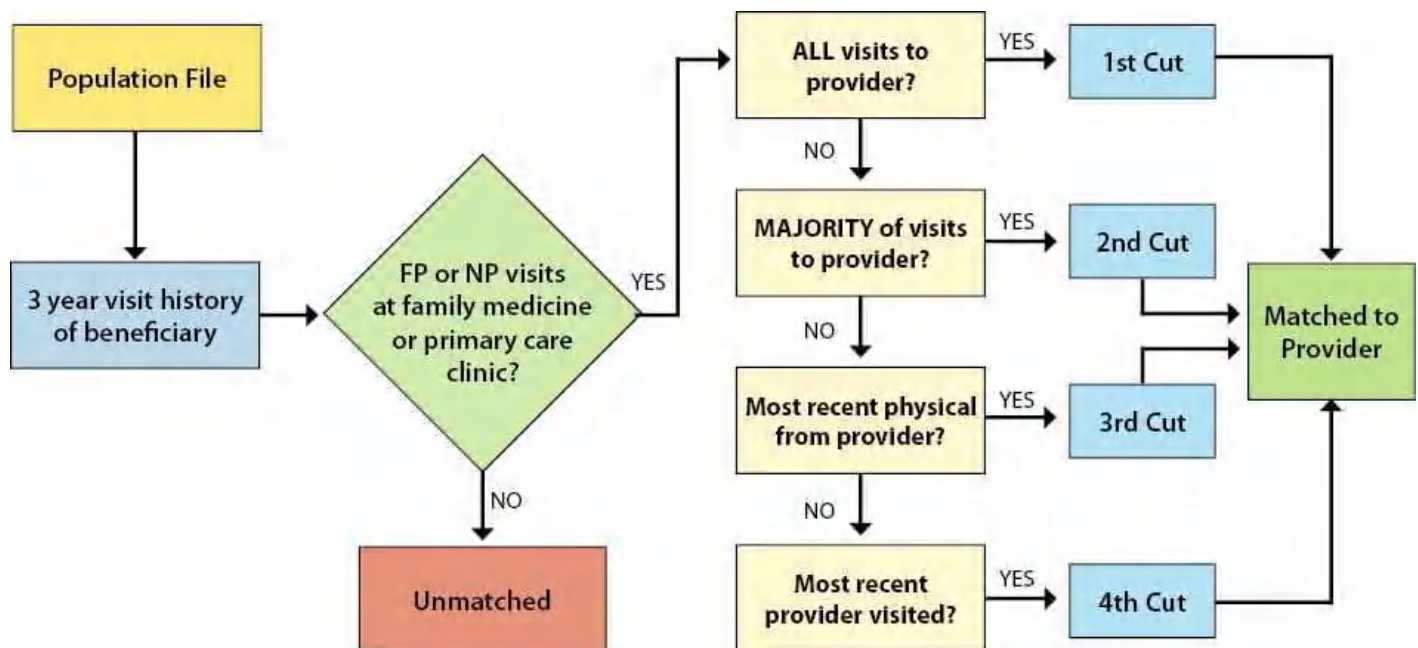 Population File
3 year visit history
of beneficiary
FP or NP visits
at family medicine
or primary care
clinic?
YES
NO
Unmatched
ALL visits to
provider?
YES
1st Cut
NO
MAJORITY of visits
to provider?
YES
2nd Cut
NO
Most recent physical
from provider?
YES
3rd Cut
NO
Most recent
provider visited?
YES
4th Cut
Matched to
Provider